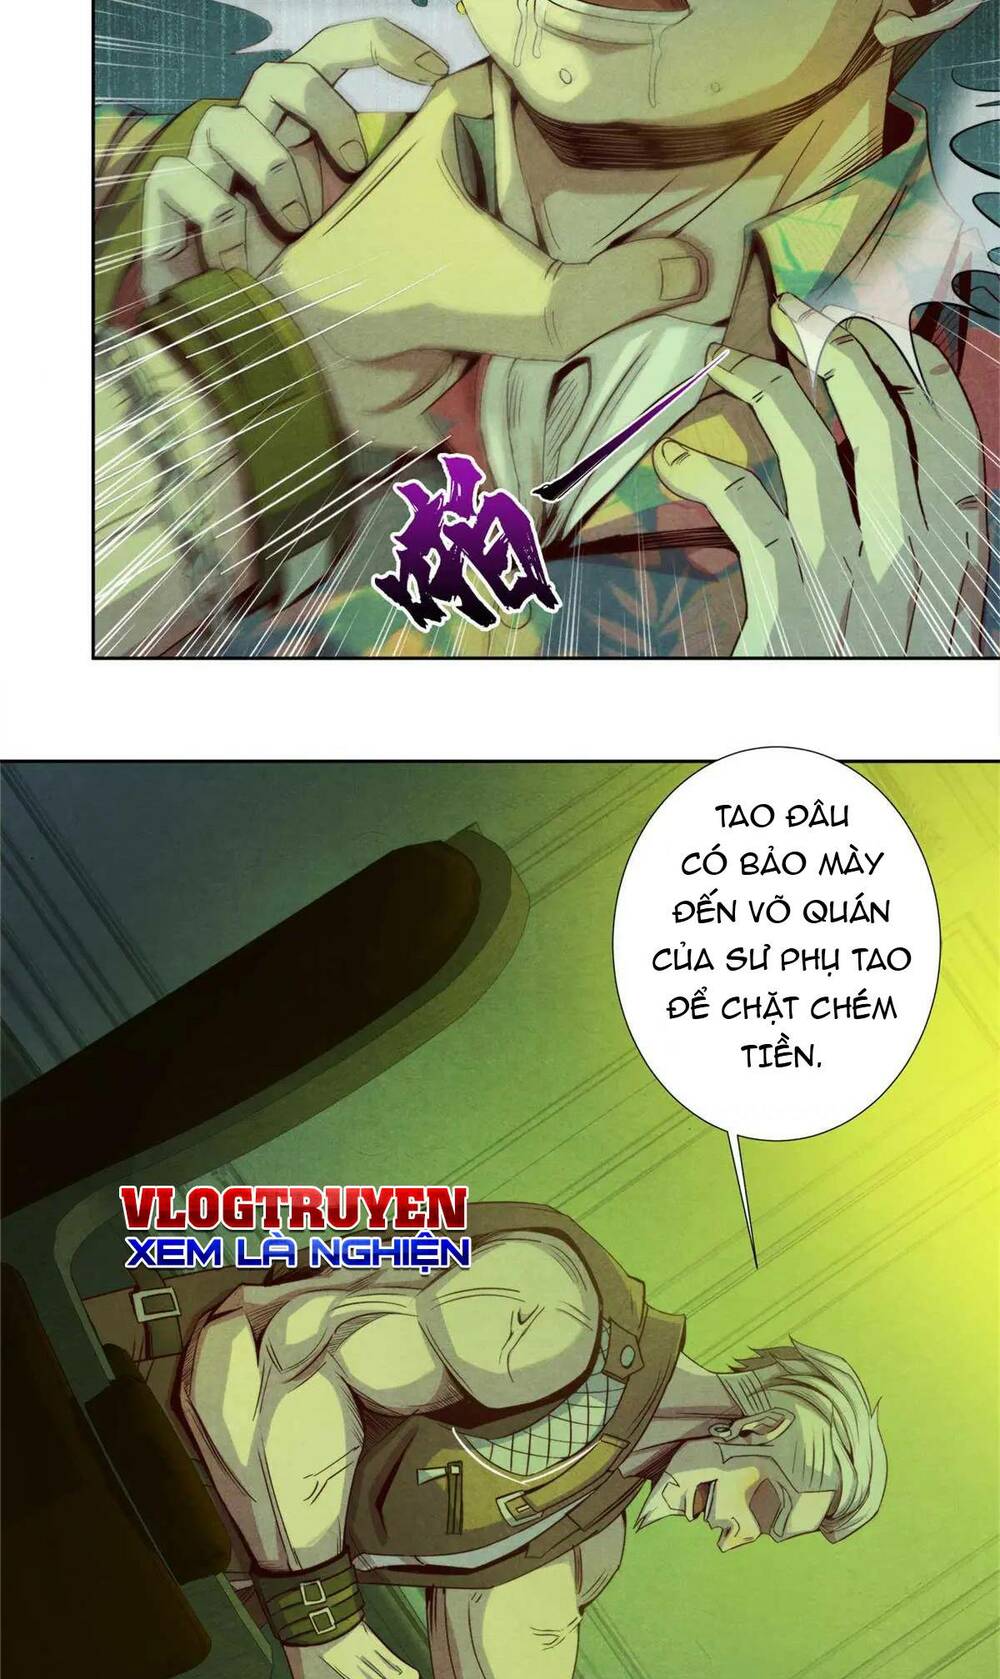 啪
TAO ĐÂU
CÓ BẢO MÀY
ĐẾN VÕ QUÁN
CỦA SƯ PHỤ TAO
ĐỂ CHẶT CHÉM
TIỀN.
VLOGTRUYEN
XEM LÀ NGHIỆN